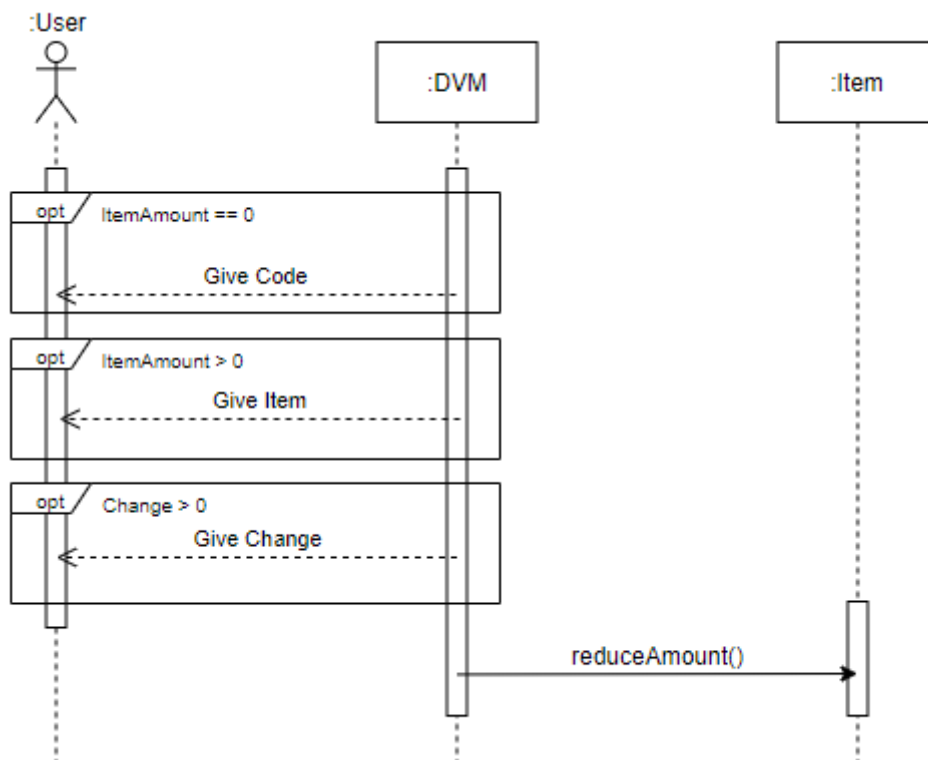 :User
:DVM
:Item
opt
ItemAmount == 0
Give Code
opt
ItemAmount > 0
Give Item
opt
Change > 0
Give Change
reduceAmount()